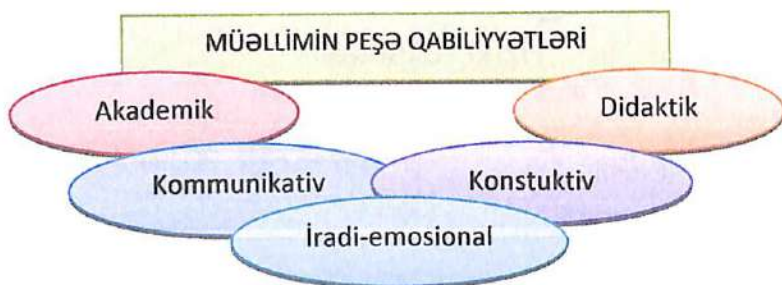 MÜƏLLİMİN PEŞƏ QABİLİYYƏTLƏRİ
Akademik
Didaktik
Kommunikativ
Konstuktiv
İradi-emosional